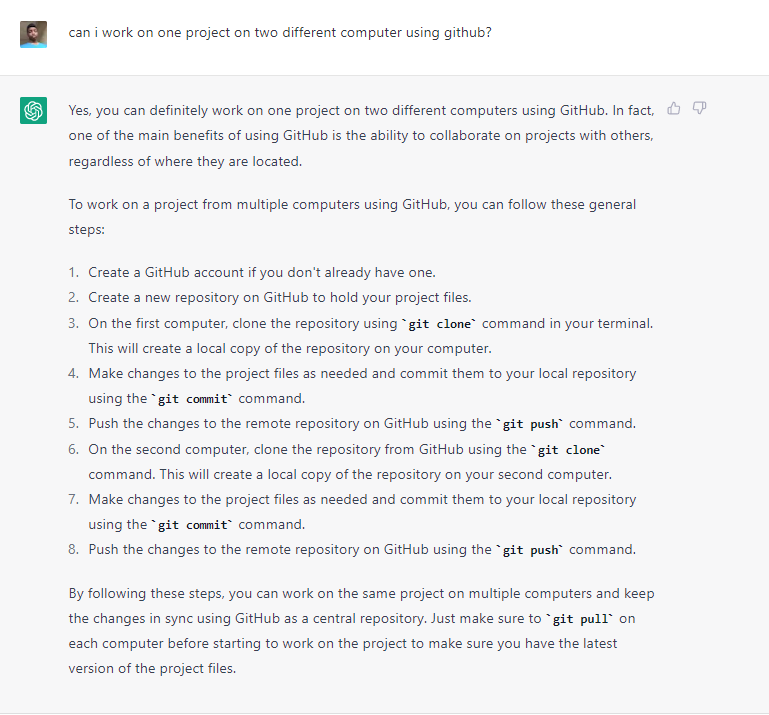 can i work on one project on two different computer using github?
Yes, you can definitely work on one project on two different computers using GitHub. In fact,
one of the main benefits of using GitHub is the ability to collaborate on projects with others,
regardless of where they are located.
To work on a project from multiple computers using GitHub, you can follow these general
steps:
1. Create a GitHub account if you don't already have one.
2. Create a new repository on GitHub to hold your project files.
3. On the first computer, clone the repository using `git clone` command in your terminal.
This will create a local copy of the repository on your computer.
4. Make changes to the project files as needed and commit them to your local repository
using the `git commit` command.
5. Push the changes to the remote repository on GitHub using the `git push` command.
6. On the second computer, clone the repository from GitHub using the `git clone`
command. This will create a local copy of the repository on your second computer.
7. Make changes to the project files as needed and commit them to your local repository
using the `git commit` command.
8. Push the changes to the remote repository on GitHub using the `git push` command.
By following these steps, you can work on the same project on multiple computers and keep
the changes in sync using GitHub as a central repository. Just make sure to `git pull` on
each computer before starting to work on the project to make sure you have the latest
version of the project files.